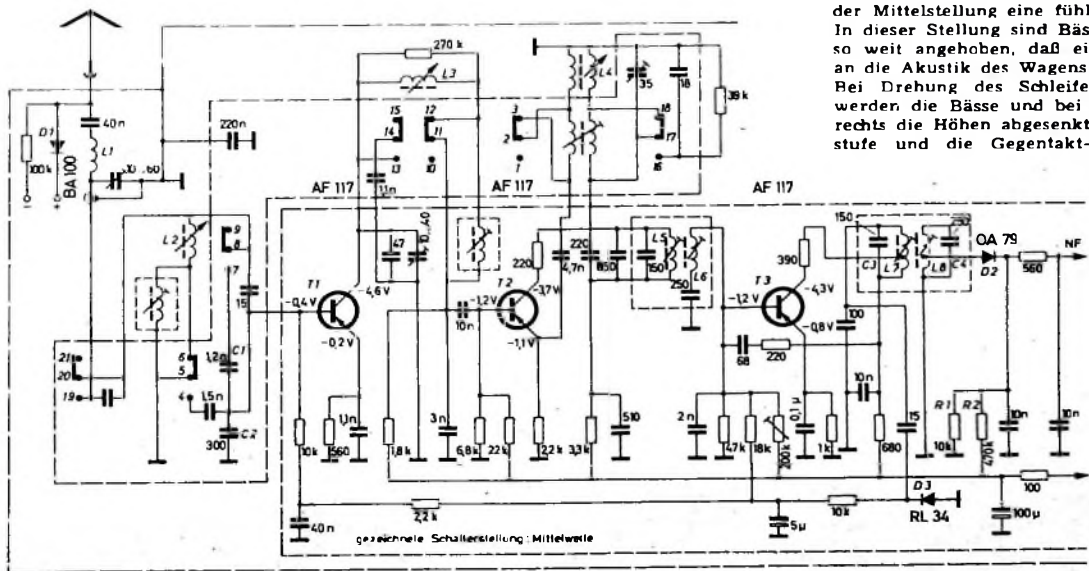 der Mittelstellung eine fühl
In dieser Stellung sind Bäs
so weit angehoben, daß ei
an die Akustik des Wagens
Bei Drehung des Schleife
werden die Bässe und bei
rechts die Höhen abgesenkt
stufe und die Gegentakt-
270k
L3
L4
35
18
39k
15
14
13
12
11
10
3
2
1
18
17
16
40n
220n
D1
BA100
100k
L1
10...60
1,1n
AF 117
AF 117
AF 117
L2
9
8
7
15
47
10...40
220
4,7n
220
850
150
L5
L6
250
390
150
C3
L7
L8
C4
250
OA 79
D2
560
NF
T1
-4,6V
-0,4V
-0,2V
10n
-1,2V
T2
-3,7V
-1,1V
T3
-1,2V
-4,3V
-0,8V
100
68
220
21
20
19
6
5
4
1,2n
C1
1,5n
300
C2
10k
560
1,1n
1,8k
3n
6,8k
22k
2,2k
3,3k
510
2n
47k
18k
200k
0,1µ
1k
10n
680
15
R1
R2
10k
470k
10n
10n
40n
2,2k
5µ
10k
D3
RL 34
100µ
100
gezeichnete Schalterstellung: Mittelwelle